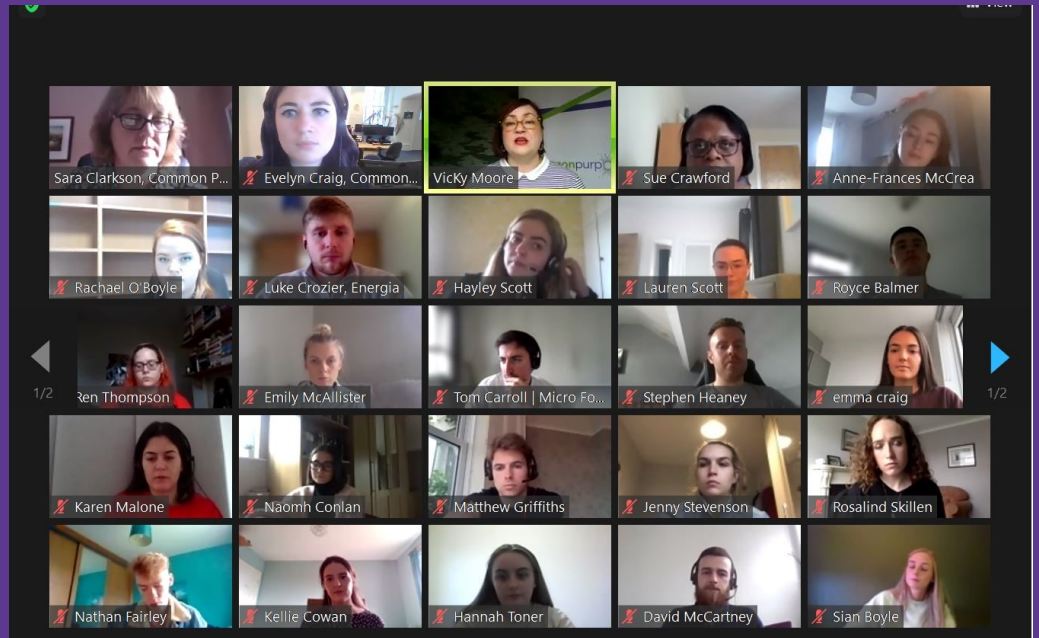 View
Sara Clarkson, Common P...
Evelyn Craig, Common...
VicKy Moore
onpurpo
Sue Crawford
Anne-Frances McCrea
Rachael O'Boyle
Luke Crozier, Energia
Hayley Scott
Lauren Scott
Royce Balmer
Ren Thompson
Emily McAllister
Tom Carroll | Micro Fo...
Stephen Heaney
emma craig
1/2
1/2
Karen Malone
Naomh Conlan
Matthew Griffiths
Jenny Stevenson
Rosalind Skillen
Nathan Fairley
Kellie Cowan
Hannah Toner
David McCartney
Sian Boyle